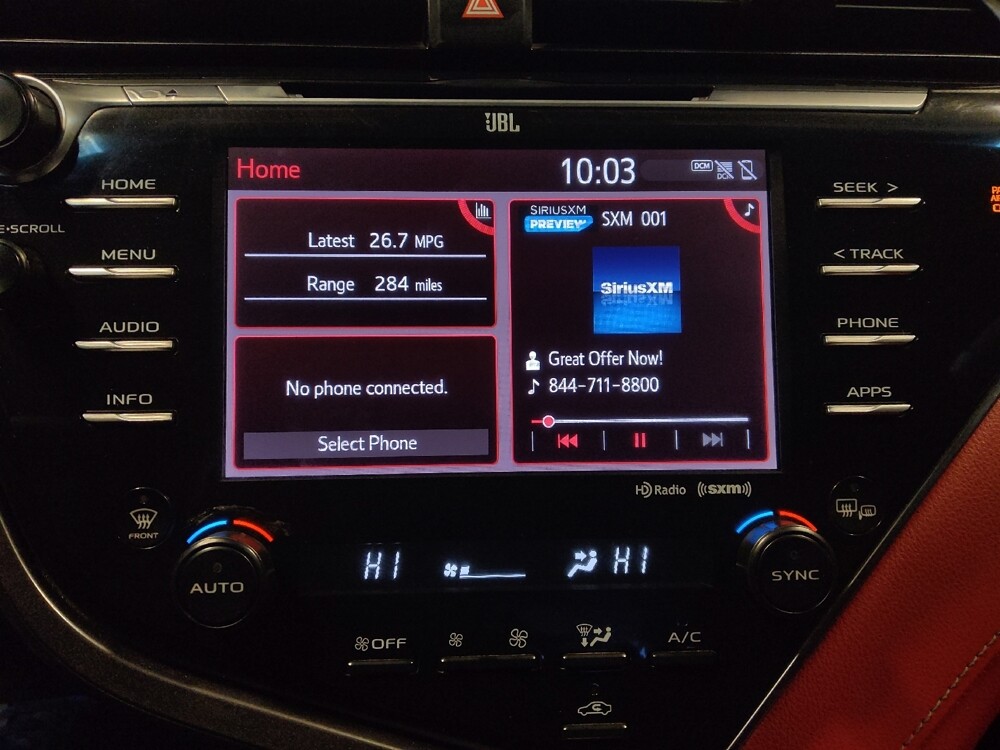 JBL
Home
10:03
DCM
DCM
HOME
E•SCROLL
MENU
AUDIO
INFO
Latest 26.7 MPG
Range 284 miles
No phone connected.
Select Phone
SIRIUSXM
PREVIEW
SXM 001
SiriusXM
Great Offer Now!
844-711-8800
SEEK >
< TRACK
PHONE
APPS
HD Radio
((sxm))
FRONT
AUTO
HI
HI
SYNC
OFF
A/C